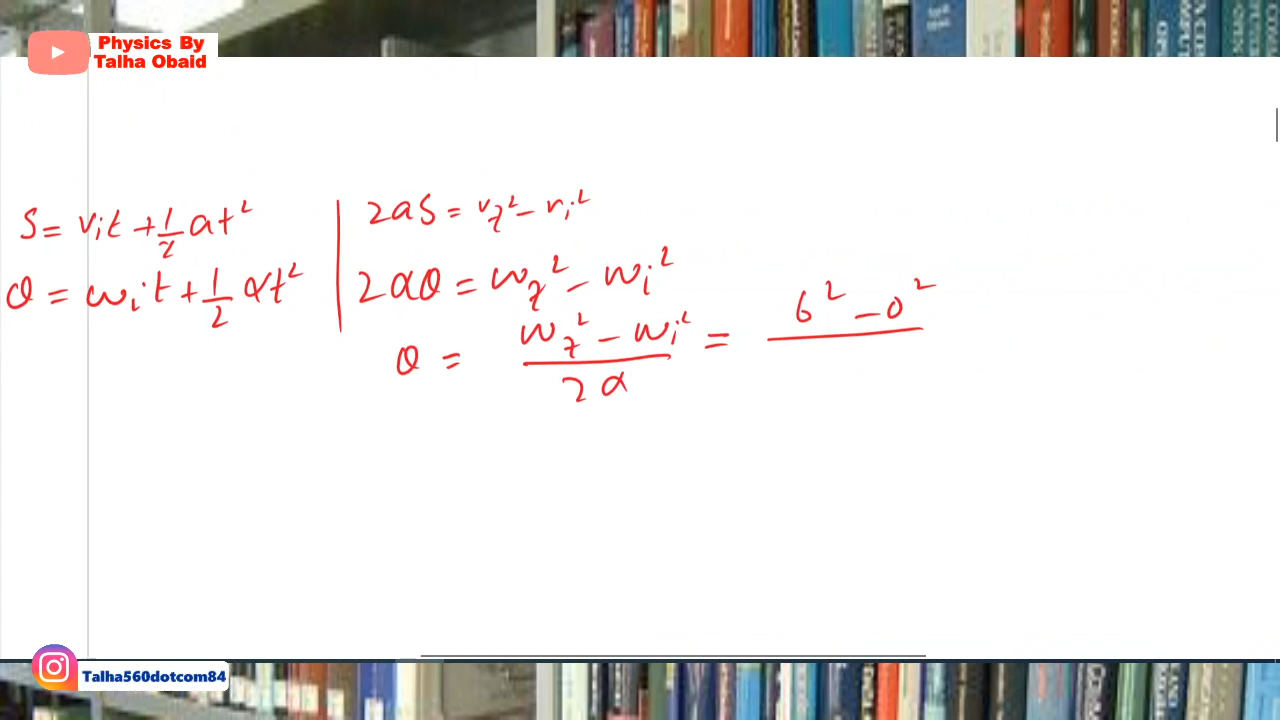 Physics By
Talha Obaid
S = vit + 1/2 at²
θ = ωit + 1/2 αt²
2aS = vf² - vi²
2αθ = ωf² - ωi²
θ = ωf² - ωi² / 2α = 6² - 0²
Talha560dotcom84